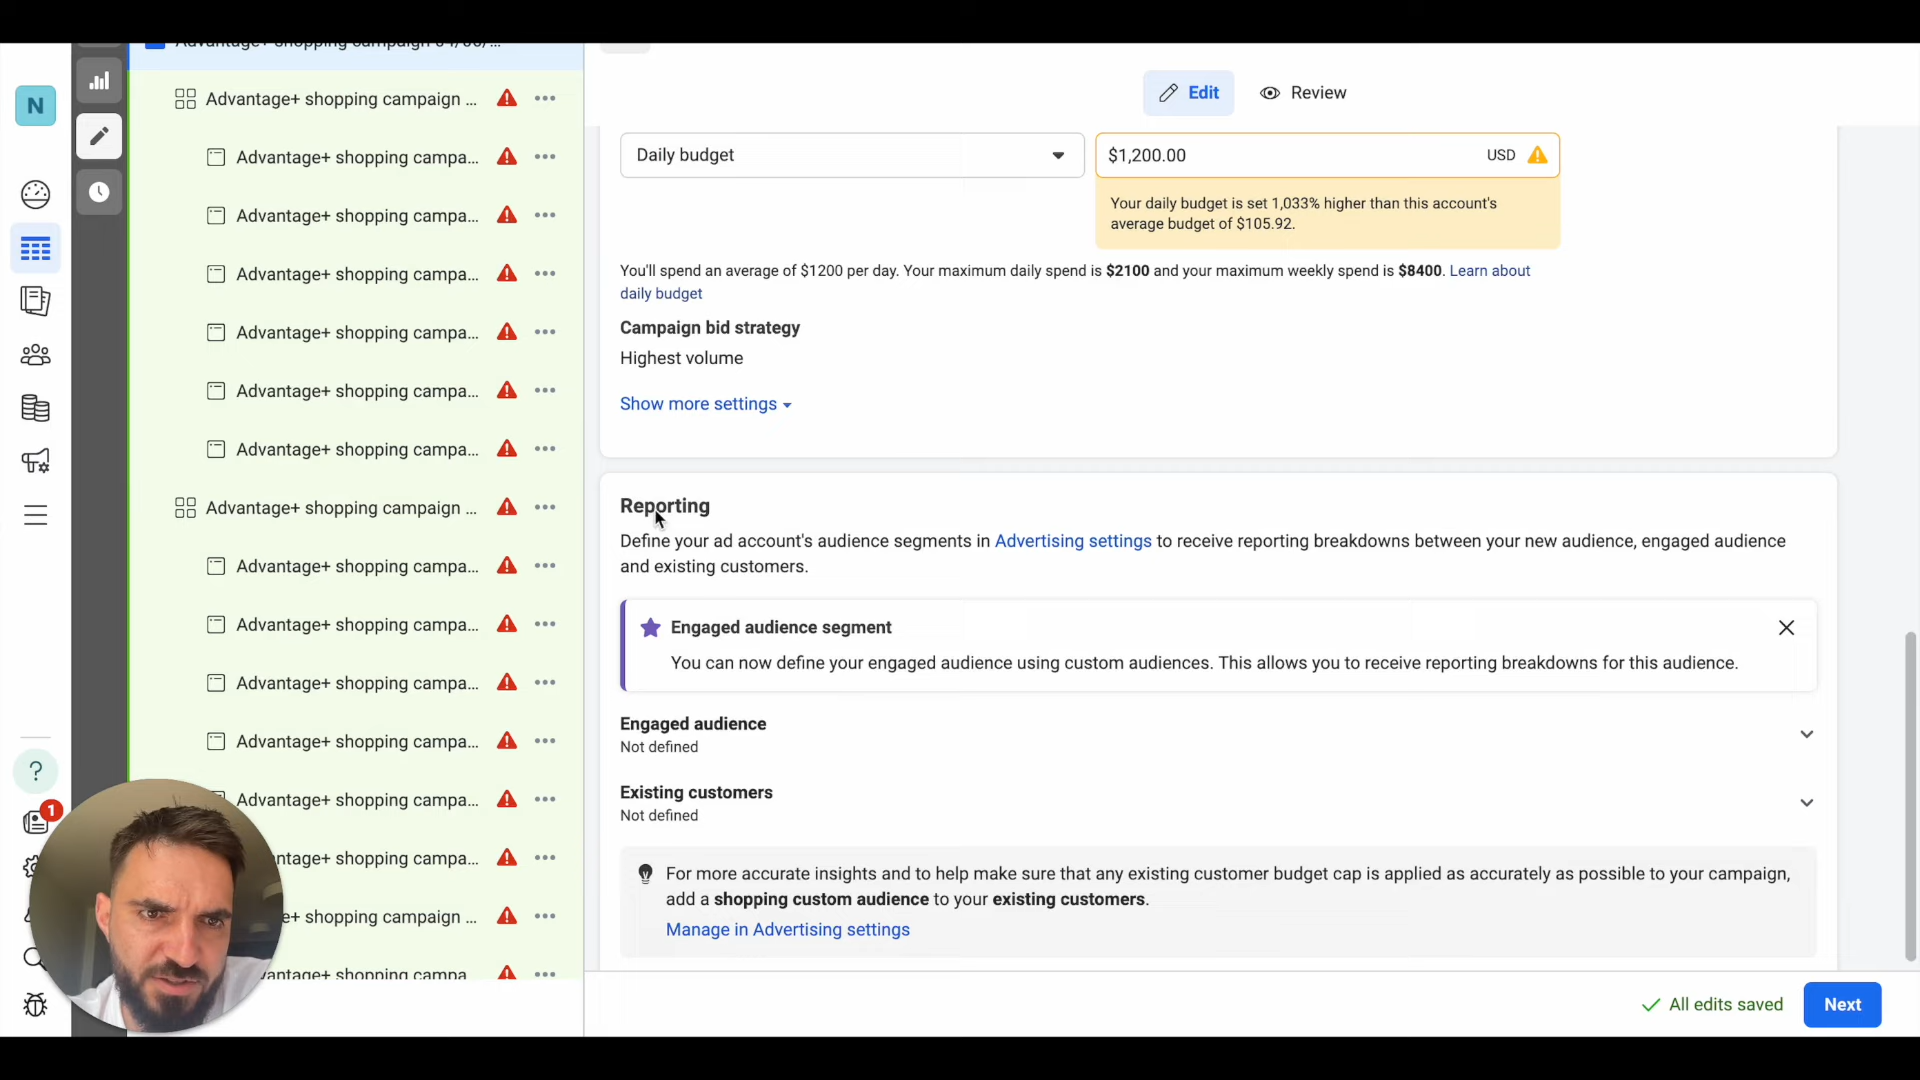 Advantage+ shopping campaign 04/06/...
N
Advantage+ shopping campaign ...
Advantage+ shopping campa...
Advantage+ shopping campa...
Advantage+ shopping campa...
Advantage+ shopping campa...
Advantage+ shopping campa...
Advantage+ shopping campa...
Advantage+ shopping campaign ...
Advantage+ shopping campa...
Advantage+ shopping campa...
Advantage+ shopping campa...
Advantage+ shopping campa...
Advantage+ shopping campa...
ntage+ shopping campa...
e+ shopping campaign ...
vantage+ shopping campa
?
1
Edit
Review
Daily budget
$1,200.00
USD
Your daily budget is set 1,033% higher than this account's
average budget of $105.92.
You'll spend an average of $1200 per day. Your maximum daily spend is $2100 and your maximum weekly spend is $8400. Learn about
daily budget
Campaign bid strategy
Highest volume
Show more settings
Reporting
Define your ad account's audience segments in Advertising settings to receive reporting breakdowns between your new audience, engaged audience
and existing customers.
Engaged audience segment
You can now define your engaged audience using custom audiences. This allows you to receive reporting breakdowns for this audience.
Engaged audience
Not defined
Existing customers
Not defined
For more accurate insights and to help make sure that any existing customer budget cap is applied as accurately as possible to your campaign,
add a shopping custom audience to your existing customers.
Manage in Advertising settings
All edits saved
Next